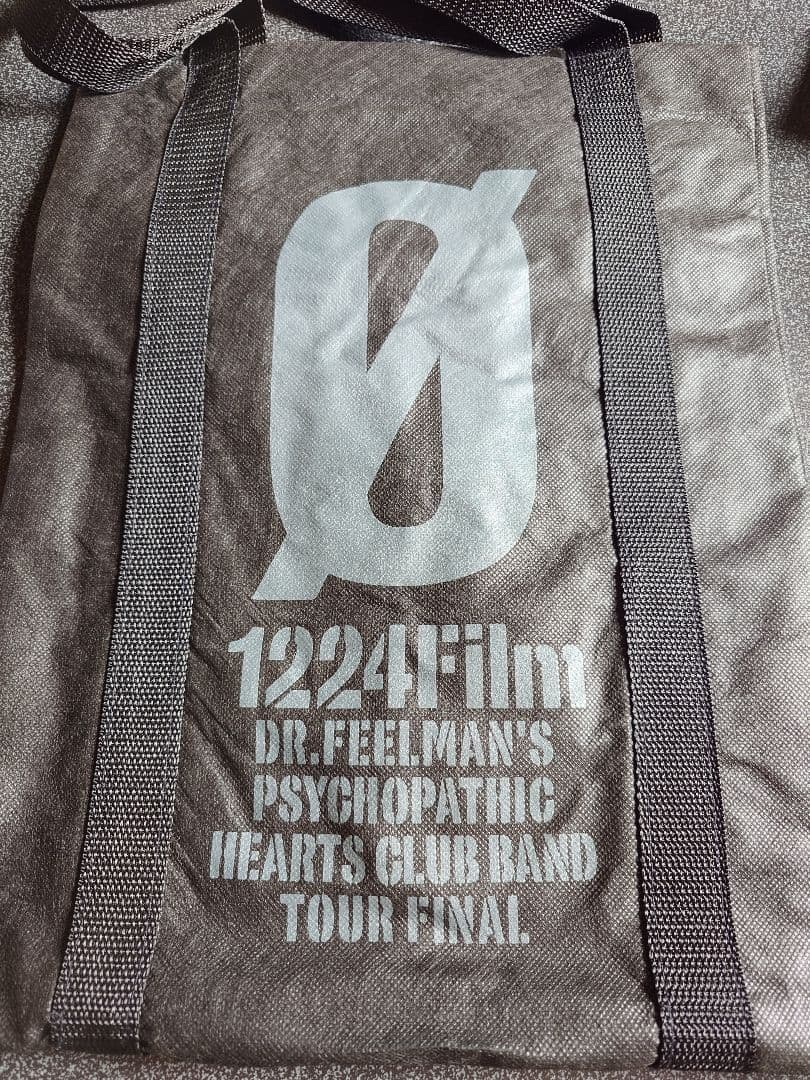 Ø
1224Film
DR.FEELMAN'S
PSYCHOPATHIC
HEARTS CLUB BAND
TOUR FINAL